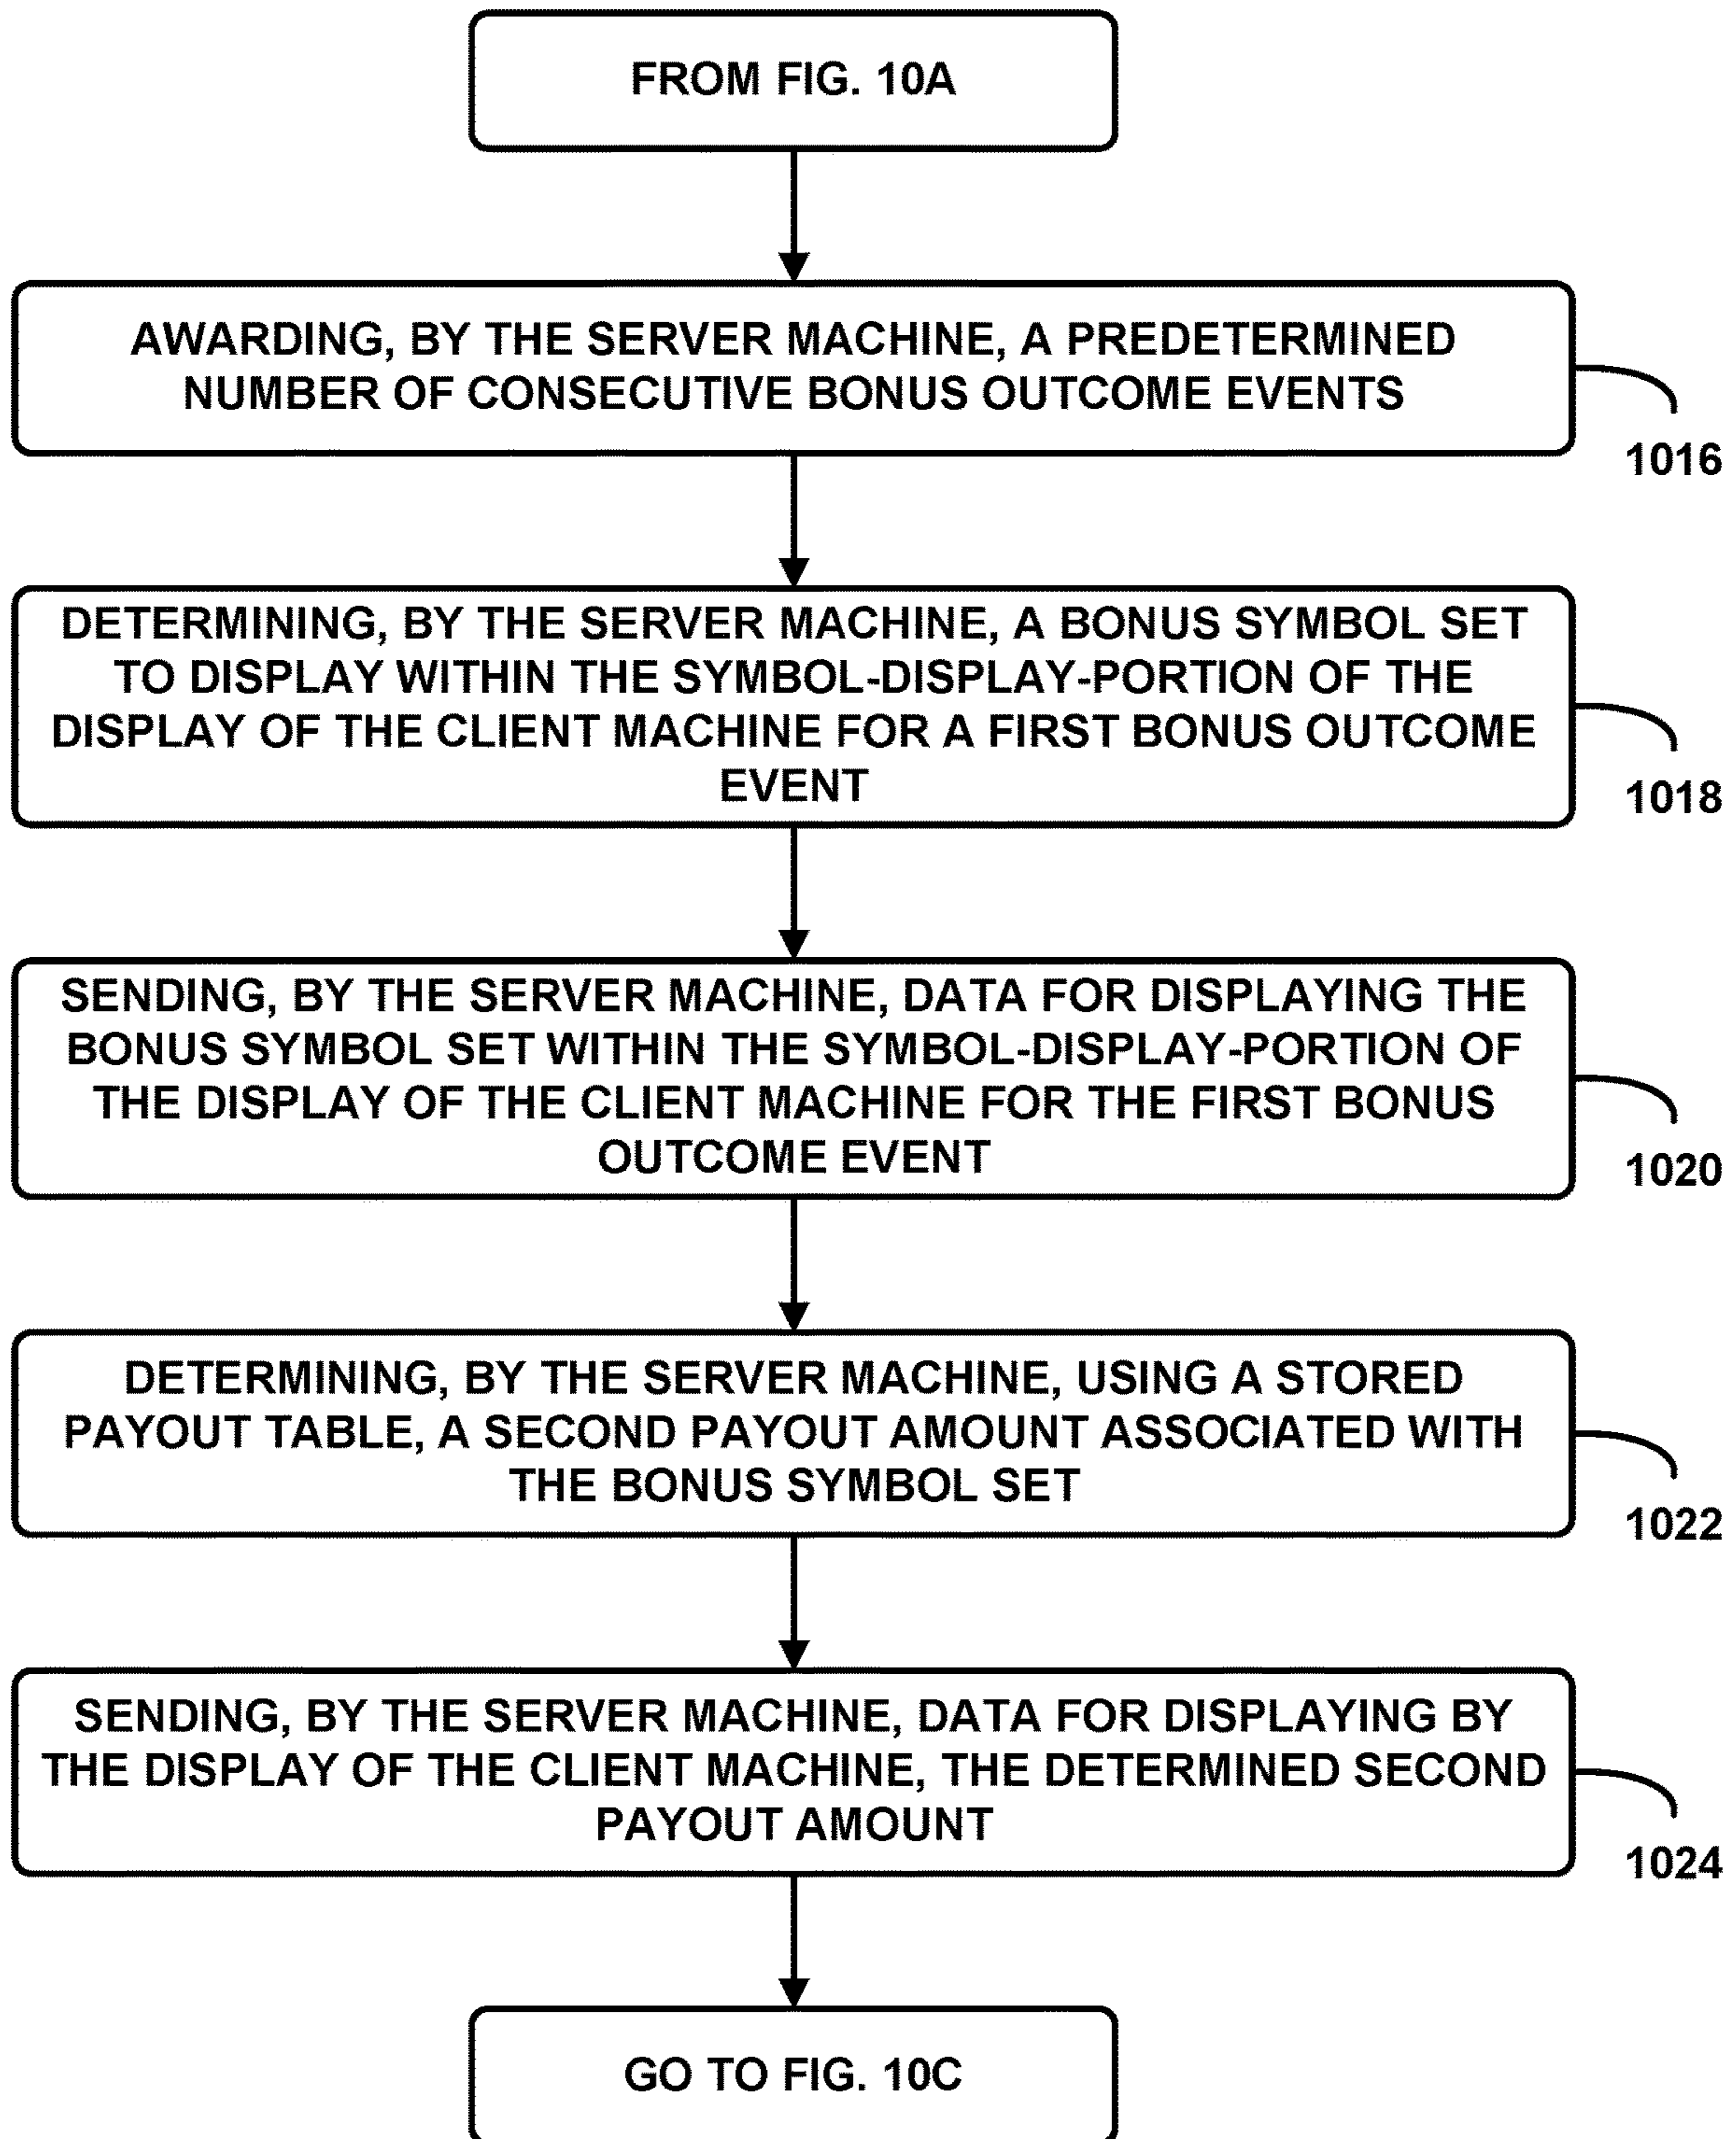 FROM FIG. 10A
AWARDING, BY THE SERVER MACHINE, A PREDETERMINED
NUMBER OF CONSECUTIVE BONUS OUTCOME EVENTS
1016
DETERMINING, BY THE SERVER MACHINE, A BONUS SYMBOL SET
TO DISPLAY WITHIN THE SYMBOL-DISPLAY-PORTION OF THE
DISPLAY OF THE CLIENT MACHINE FOR A FIRST BONUS OUTCOME
EVENT
1018
SENDING, BY THE SERVER MACHINE, DATA FOR DISPLAYING THE
BONUS SYMBOL SET WITHIN THE SYMBOL-DISPLAY-PORTION OF
THE DISPLAY OF THE CLIENT MACHINE FOR THE FIRST BONUS
OUTCOME EVENT
1020
DETERMINING, BY THE SERVER MACHINE, USING A STORED
PAYOUT TABLE, A SECOND PAYOUT AMOUNT ASSOCIATED WITH
THE BONUS SYMBOL SET
1022
SENDING, BY THE SERVER MACHINE, DATA FOR DISPLAYING BY
THE DISPLAY OF THE CLIENT MACHINE, THE DETERMINED SECOND
PAYOUT AMOUNT
1024
GO TO FIG. 10C